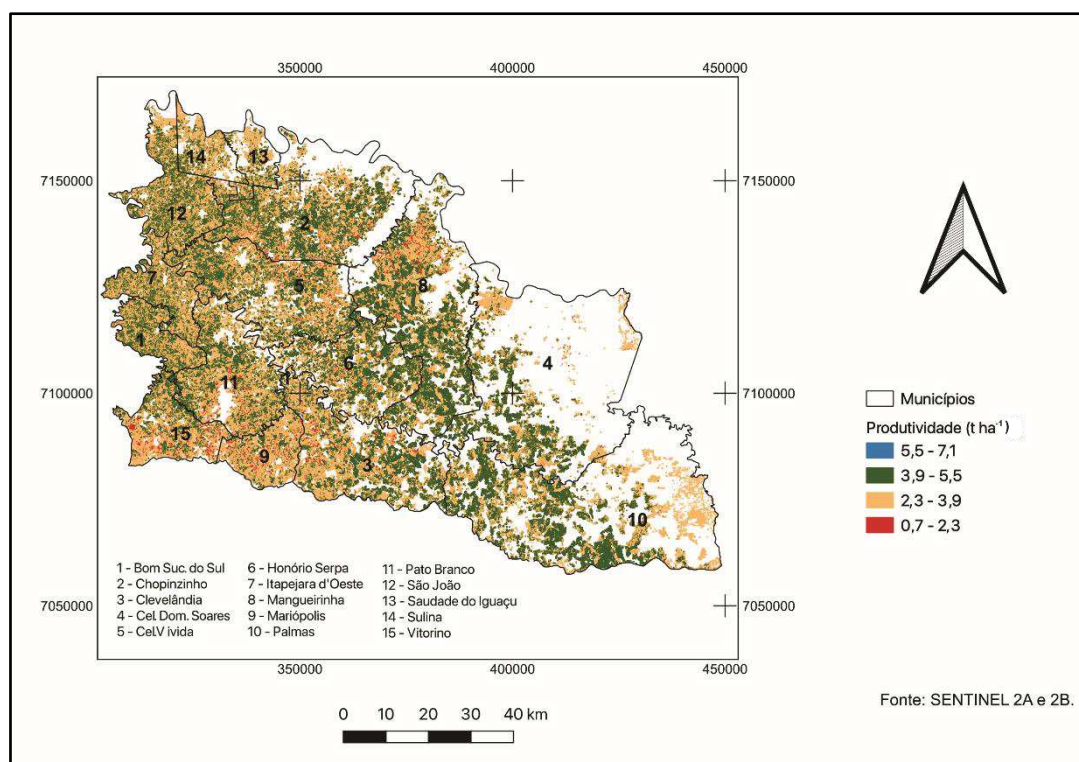 350000 400000 450000
14
13
7150000 7150000
12
2
7
5
8
1
6
4
11
1
7100000 7100000
15
9
3
10
Municípios
Produtividade (t ha⁻¹)
5,5 - 7,1
3,9 - 5,5
2,3 - 3,9
0,7 - 2,3
1 - Bom Suc. do Sul 6 - Honório Serpa 11 - Pato Branco
2 - Chopinzinho 7 - Itapejara d'Oeste 12 - São João
3 - Clevelândia 8 - Mangueirinha 13 - Saudade do Iguaçu
4 - Cel. Dom. Soares 9 - Mariópolis 14 - Sulina
5 - Cel.V ivida 10 - Palmas 15 - Vitorino
7050000 7050000
350000 400000 450000
Fonte: SENTINEL 2A e 2B.
0 10 20 30 40 km